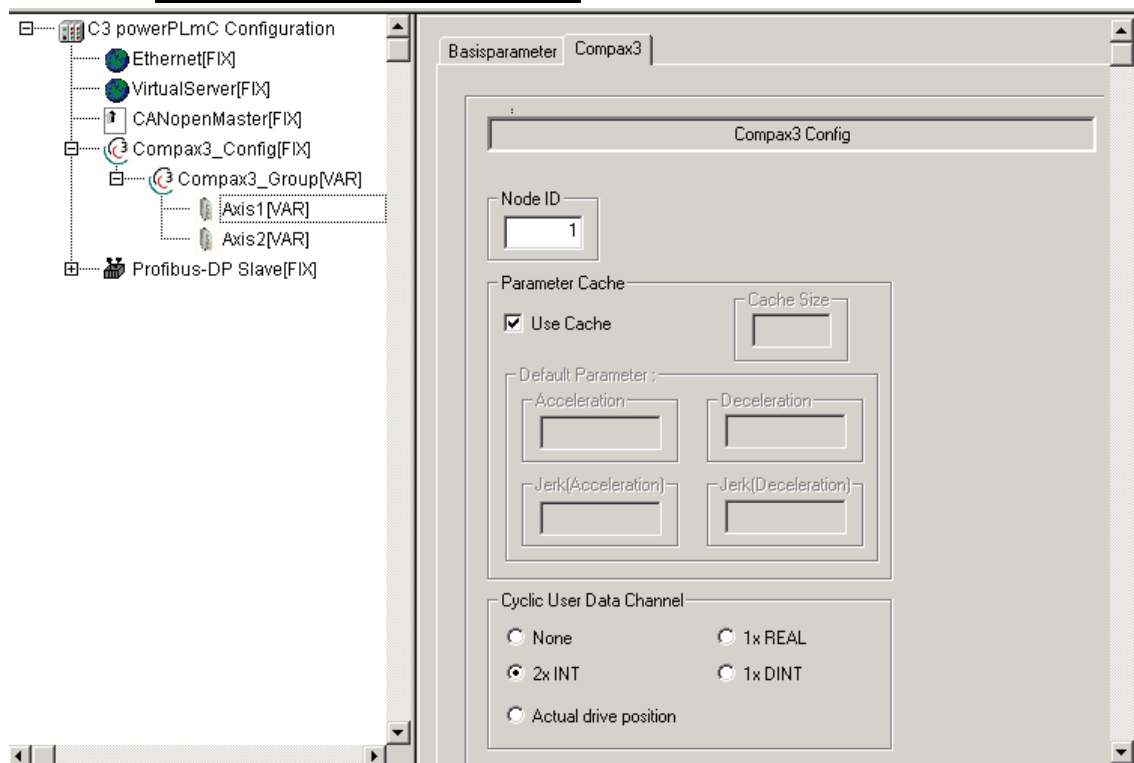 C3 powerPLmC Configuration
Ethernet[FIX]
VirtualServer[FIX]
CANopenMaster[FIX]
Compax3_Config[FIX]
Compax3_Group[VAR]
Axis1[VAR]
Axis2[VAR]
Profibus-DP Slave[FIX]
Basisparameter Compax3
:
Compax3 Config
Node ID
1
Parameter Cache
Use Cache
Cache Size
Default Parameter :
Acceleration Deceleration
Jerk(Acceleration) Jerk(Deceleration)
Cyclic User Data Channel
None 1x REAL
2x INT 1x DINT
Actual drive position